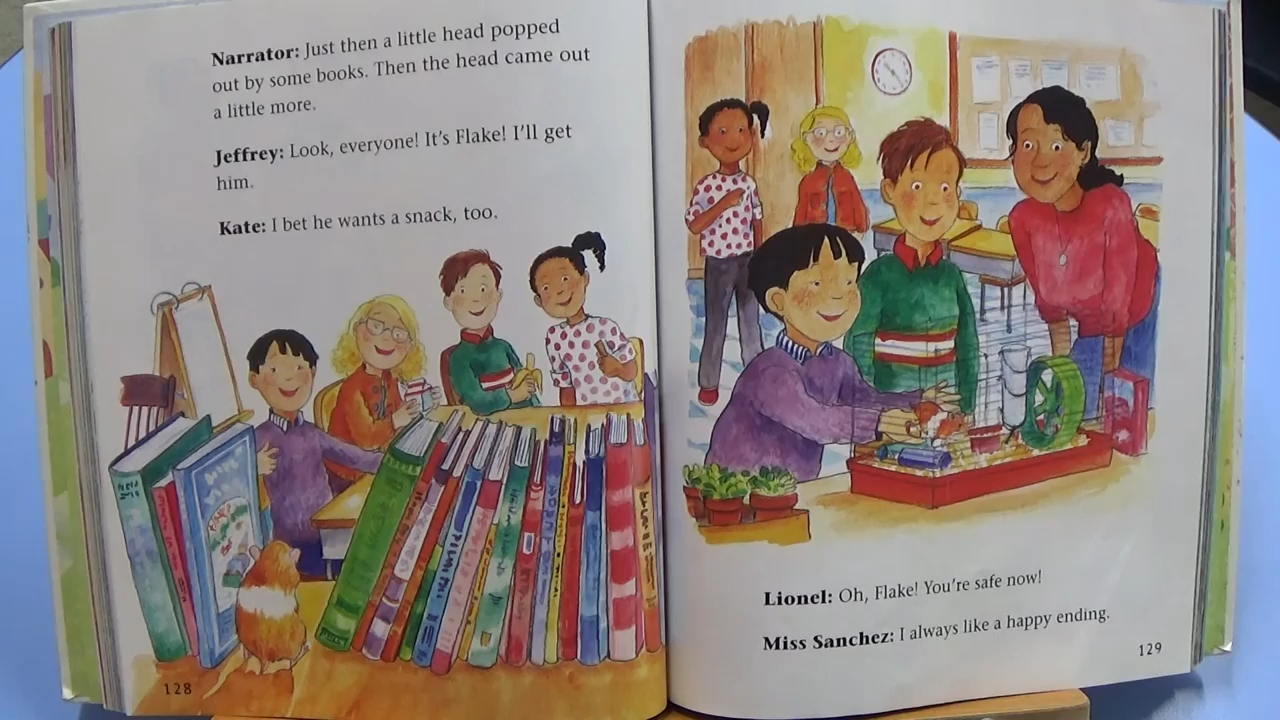 Narrator: Just then a little head popped
out by some books. Then the head came out
a little more.
Jeffrey: Look, everyone! It's Flake! I'll get
him.
Kate: I bet he wants a snack, too.
128
Lionel: Oh, Flake! You're safe now!
Miss Sanchez: I always like a happy ending.
129